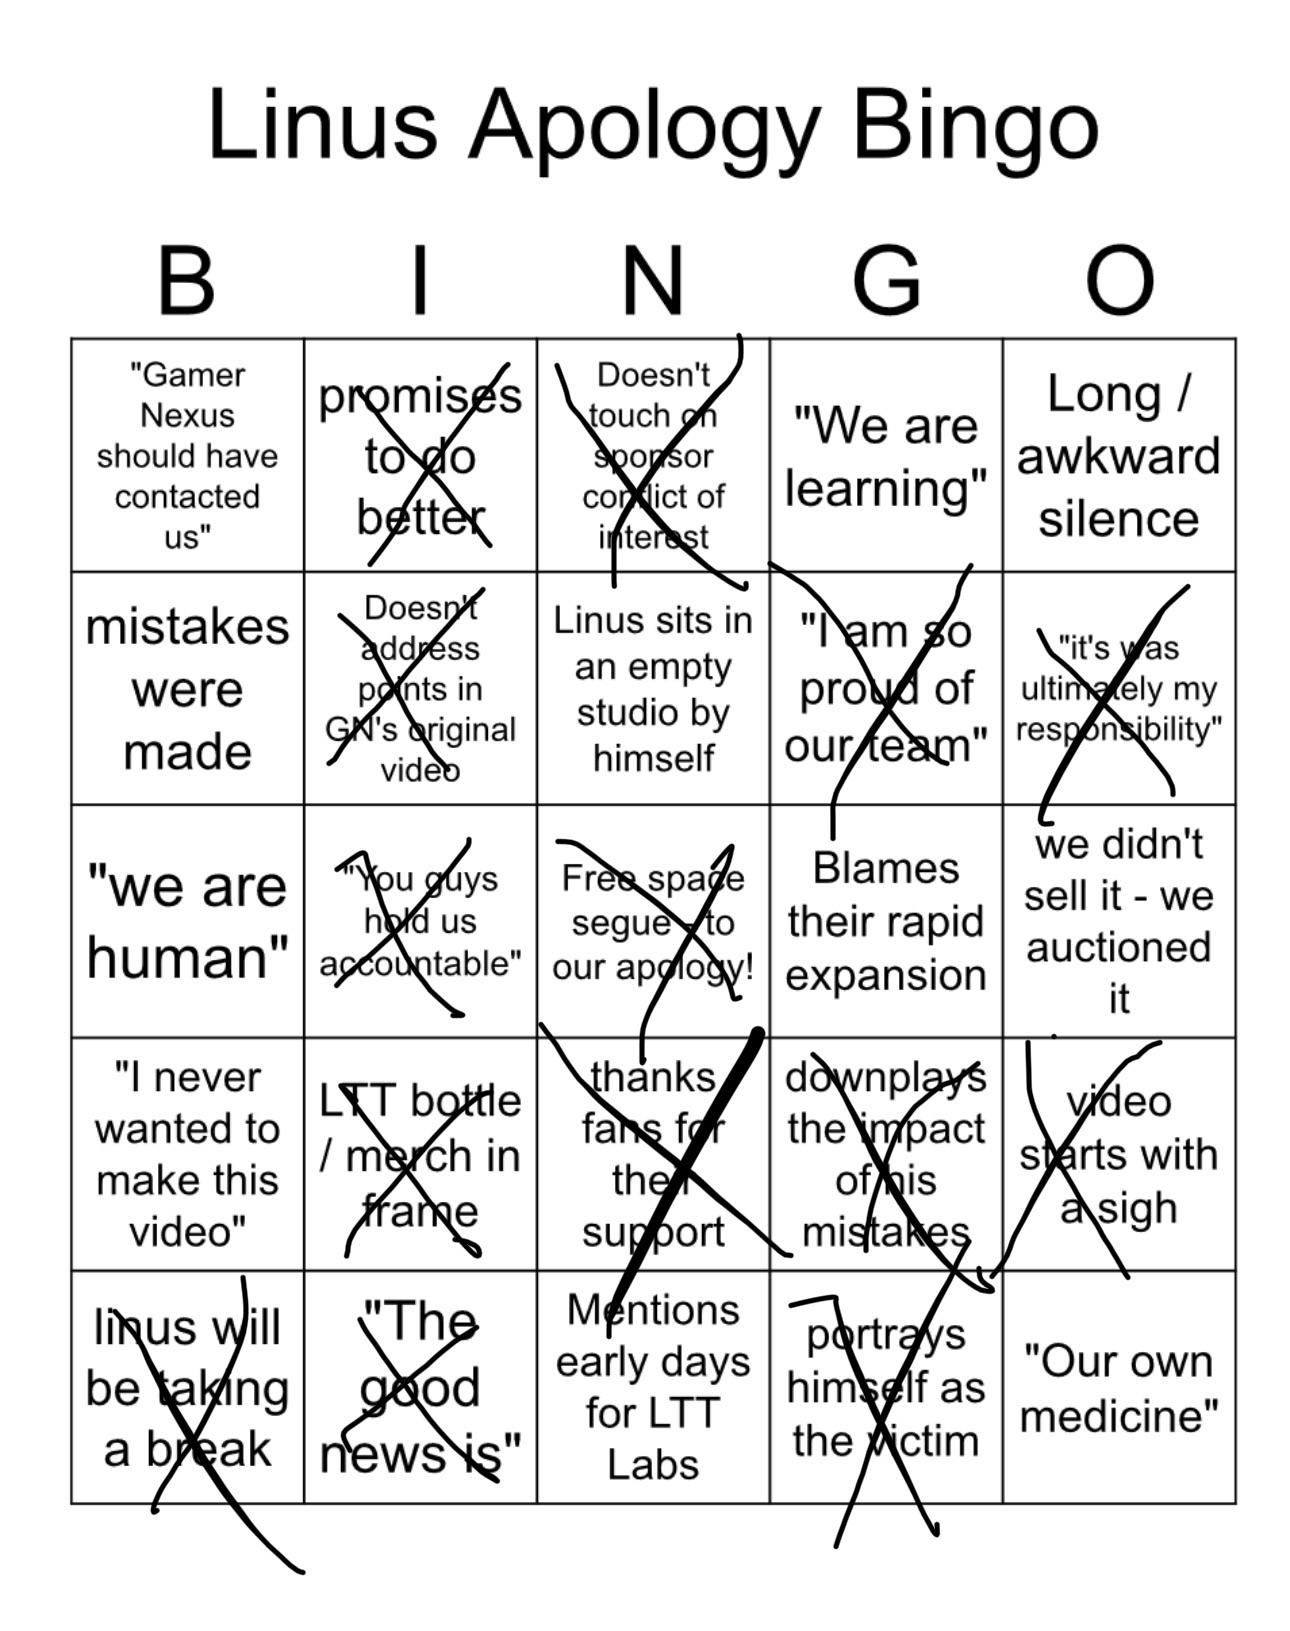 Linus Apology Bingo
B I N G O
"Gamer
Nexus
should have
contacted
us"
promises
to do
better
Doesn't
touch on
sponsor
conflict of
interest
"We are
learning"
Long /
awkward
silence
mistakes
were
made
Doesn't
address
points in
GN's original
video
Linus sits in
an empty
studio by
himself
"I am so
proud of
our team"
"it's was
ultimately my
responsibility"
"we are
human"
"You guys
hold us
accountable"
Free space
segue - to
our apology!
Blames
their rapid
expansion
we didn't
sell it - we
auctioned
it
"I never
wanted to
make this
video"
LTT bottle
/ merch in
frame
thanks
fans for
their
support
downplays
the impact
of his
mistakes
video
starts with
a sigh
linus will
be taking
a break
"The
good
news is"
Mentions
early days
for LTT
Labs
portrays
himself as
the victim
"Our own
medicine"